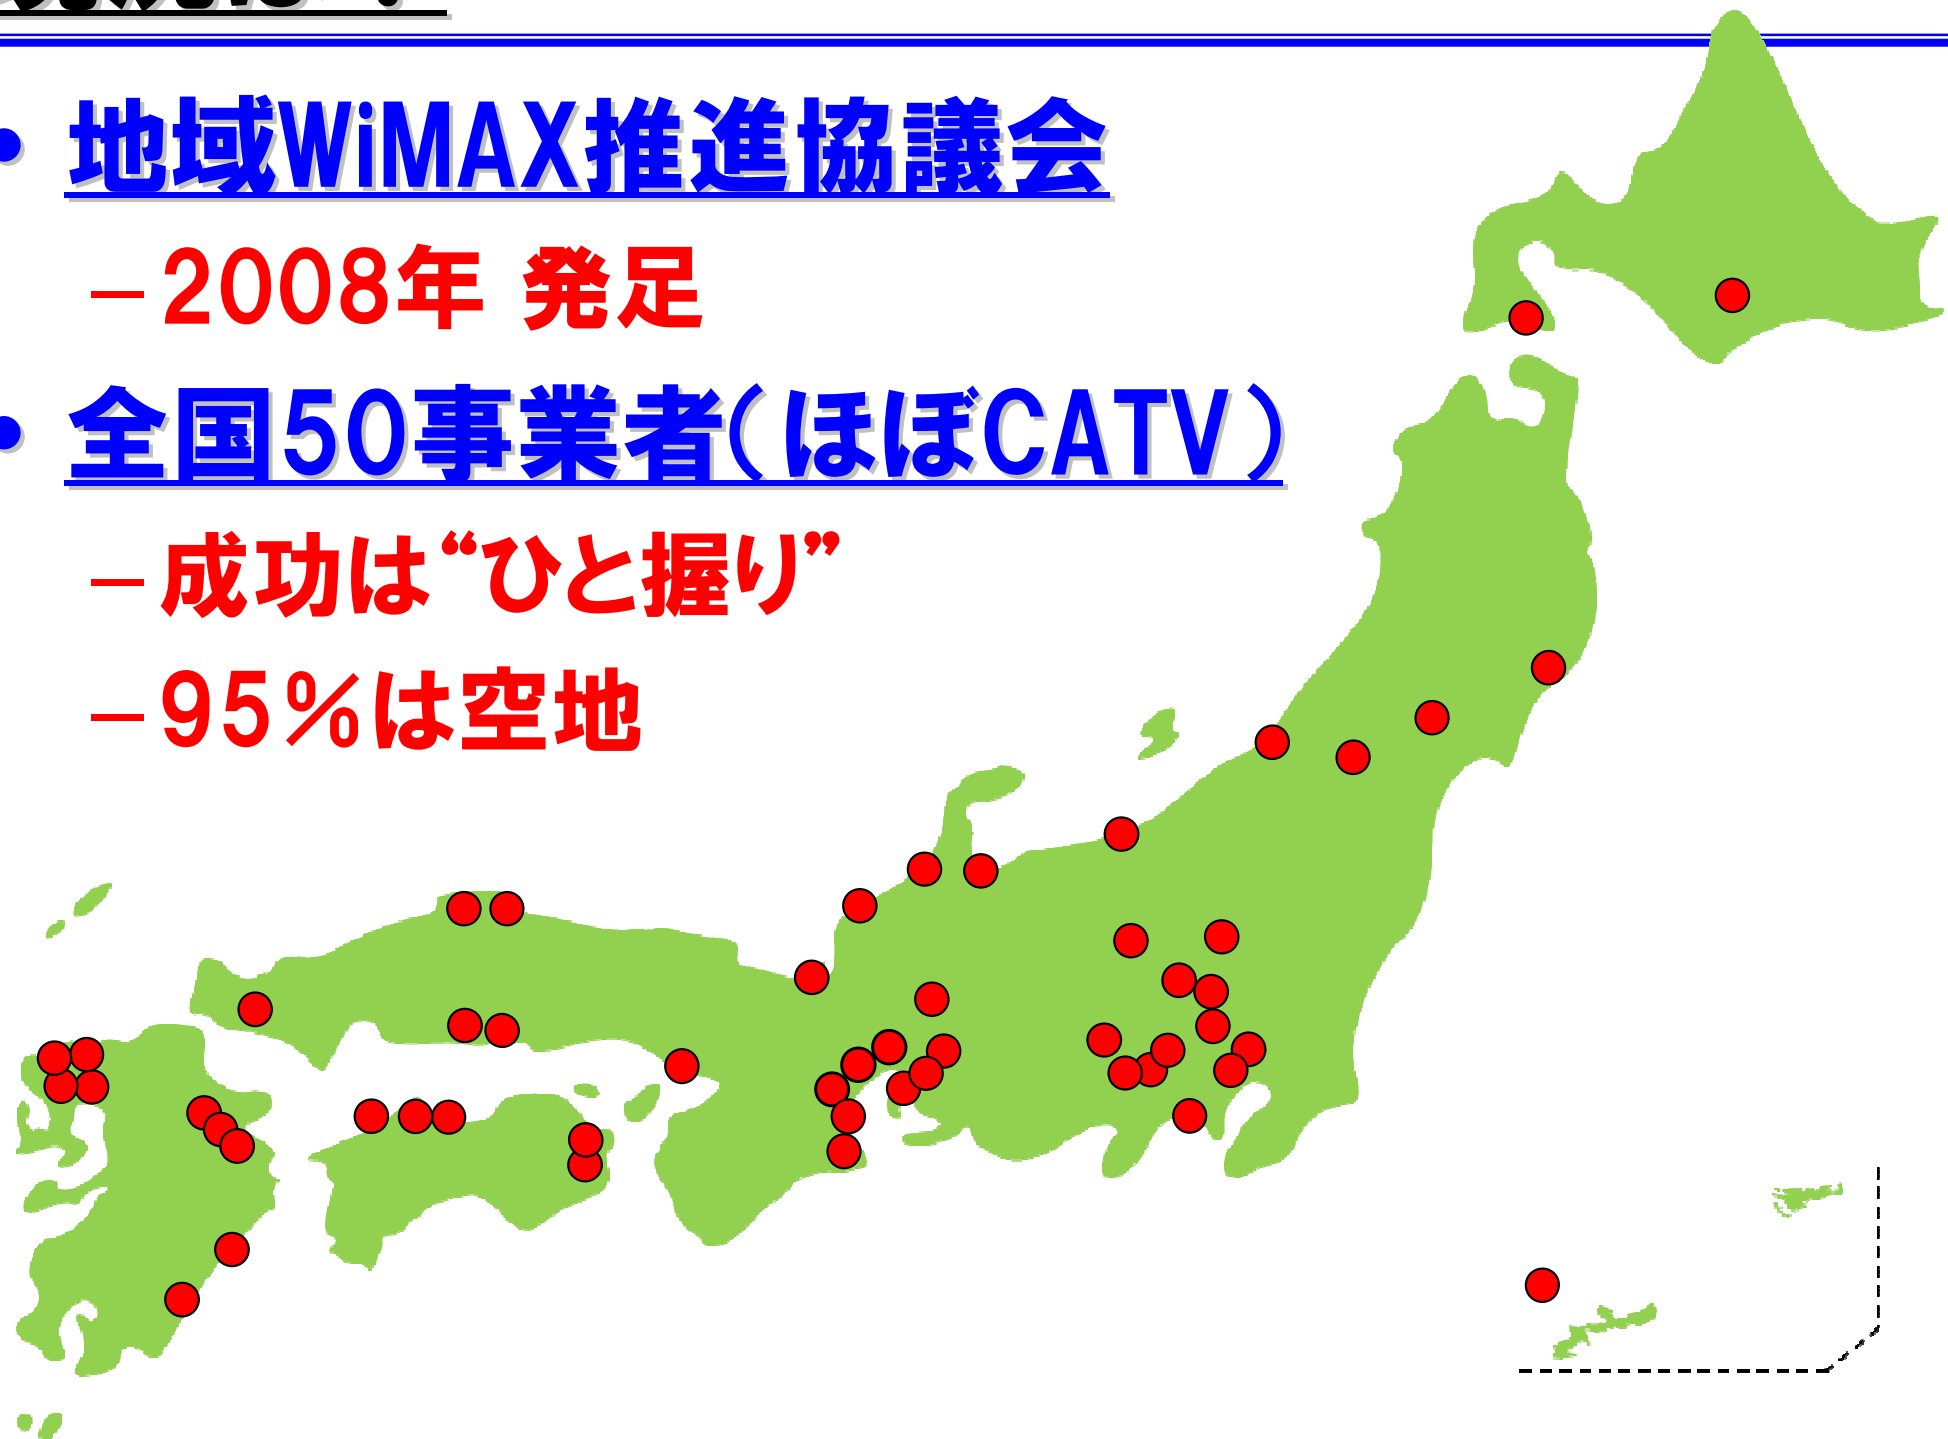 • 地域WiMAX推進協議会
－2008年 発足
• 全国50事業者（ほぼCATV）
－成功は“ひと握り”
－95％は空地